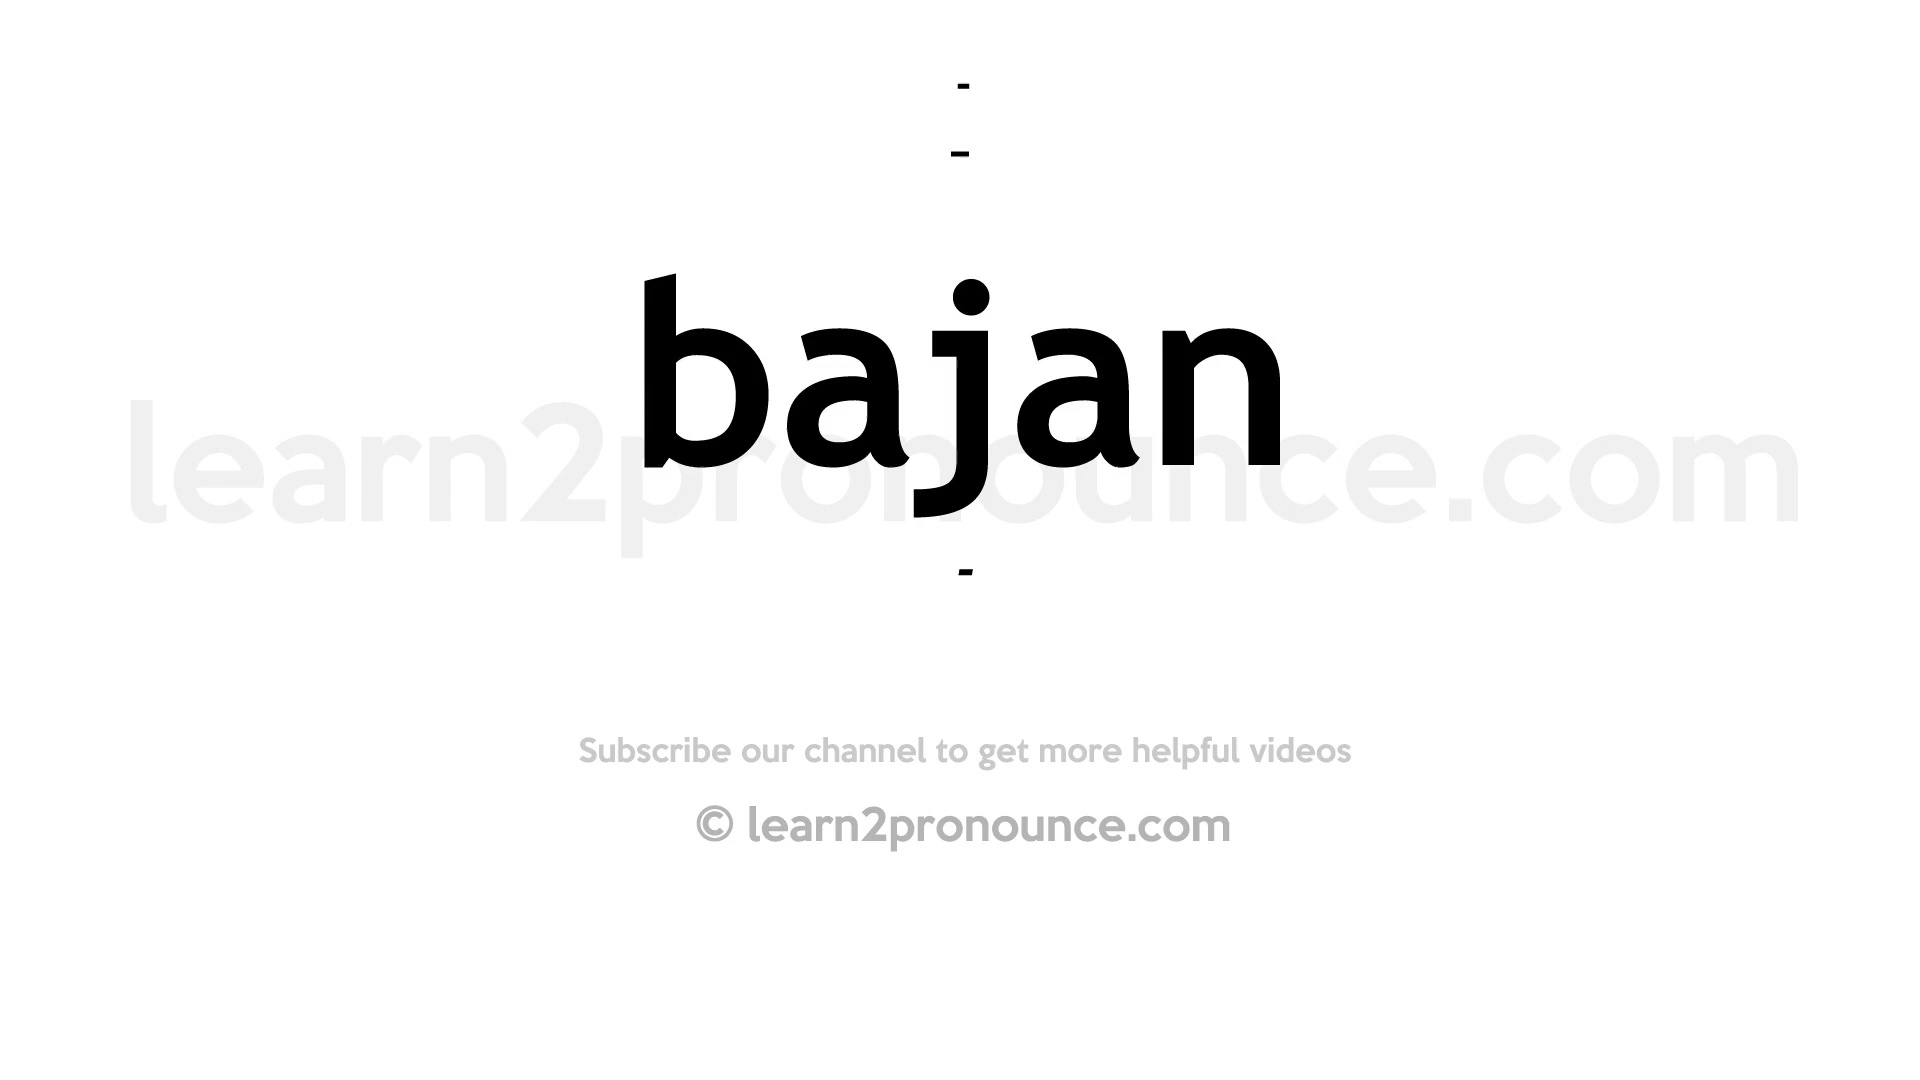 -
-
bajan
learn2pronounce.com
-
Subscribe our channel to get more helpful videos
© learn2pronounce.com